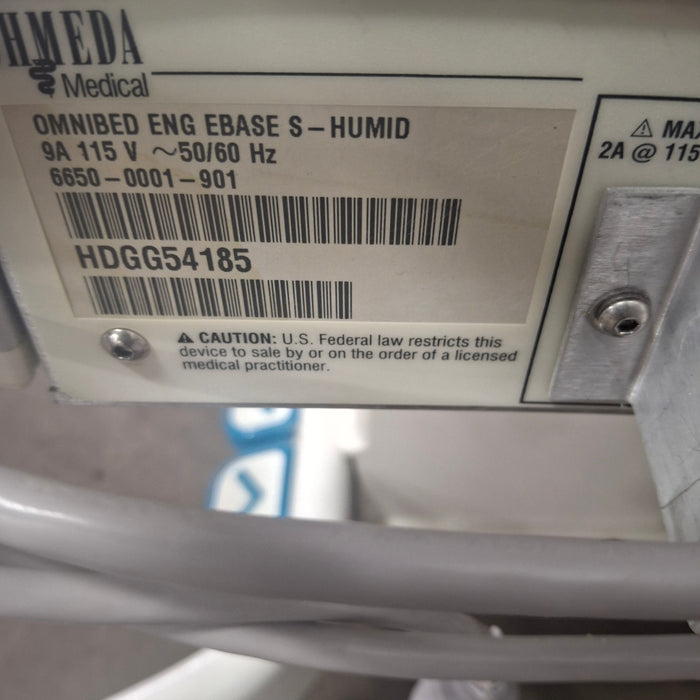 HMEDA
Medical
OMNIBED ENG EBASE S-HUMID
9A 115 V ~50/60 Hz
6650-0001-901
HDGG54185
⚠ CAUTION: U.S. Federal law restricts this
device to sale by or on the order of a licensed
medical practitioner.
⚠ MA
2A @ 115